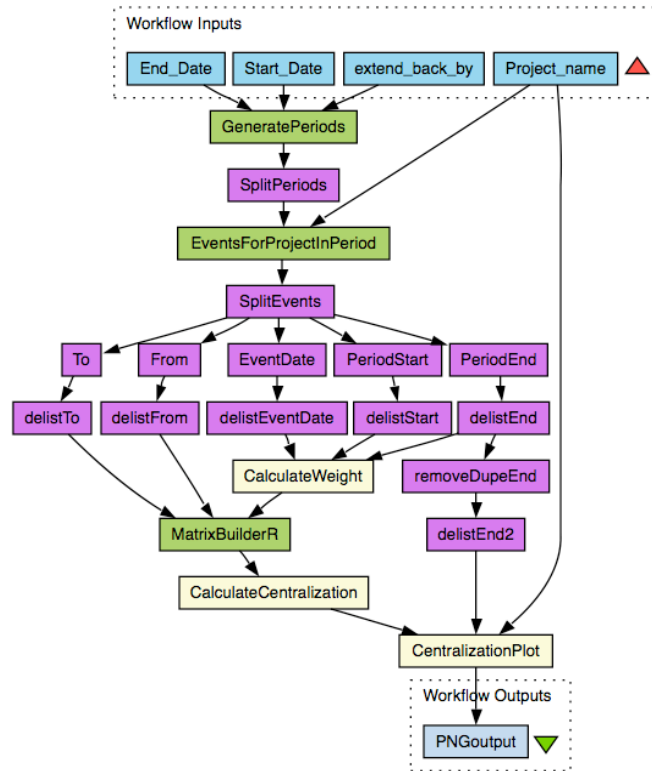 Workflow Inputs
End_Date
Start_Date
extend_back_by
Project_name
GeneratePeriods
SplitPeriods
EventsForProjectInPeriod
SplitEvents
To
From
EventDate
PeriodStart
PeriodEnd
delistTo
delistFrom
delistEventDate
delistStart
delistEnd
CalculateWeight
removeDupeEnd
MatrixBuilderR
delistEnd2
CalculateCentralization
CentralizationPlot
Workflow Outputs
PNGoutput